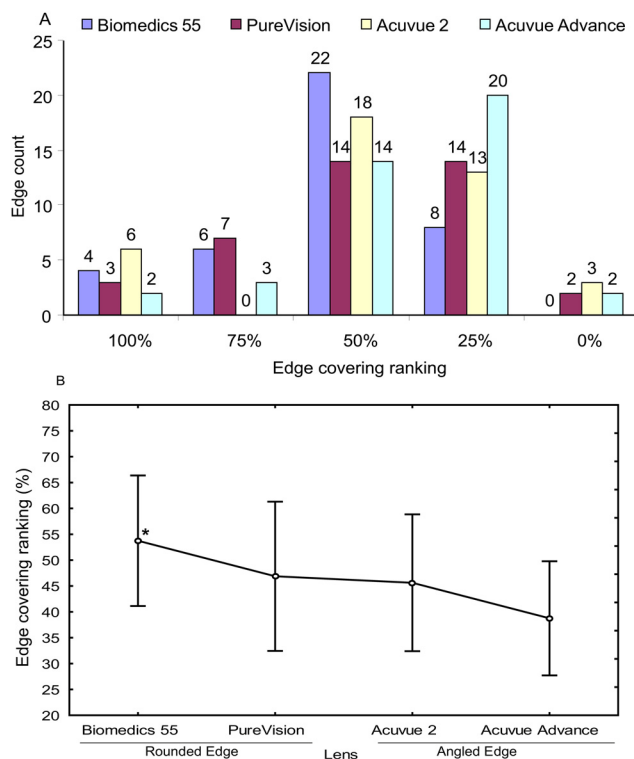 A
Biomedics 55 PureVision Acuvue 2 Acuvue Advance
Edge count
25
20
15
10
5
0
4 3 6 2
6 7 0 3
22 14 18 14
8 14 13 20
0 2 3 2
100% 75% 50% 25% 0%
Edge covering ranking
B
Edge covering ranking (%)
80
75
70
65
60
55
50
45
40
35
30
25
20
*
Biomedics 55 PureVision Acuvue 2 Acuvue Advance
Rounded Edge Lens Angled Edge